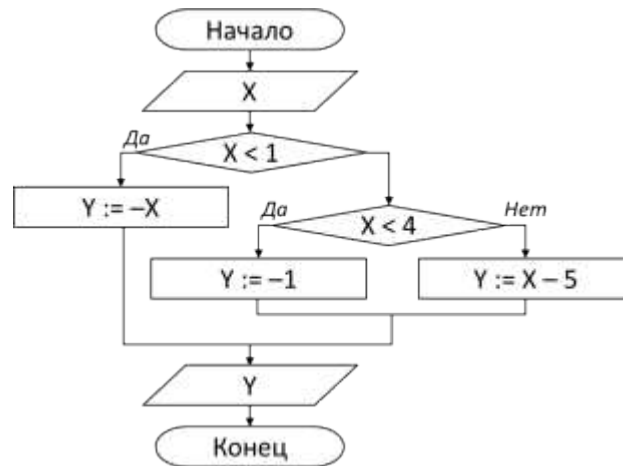 Начало
X
Да
X < 1
Y := –X
Да
X < 4
Нет
Y := –1
Y := X – 5
Y
Конец